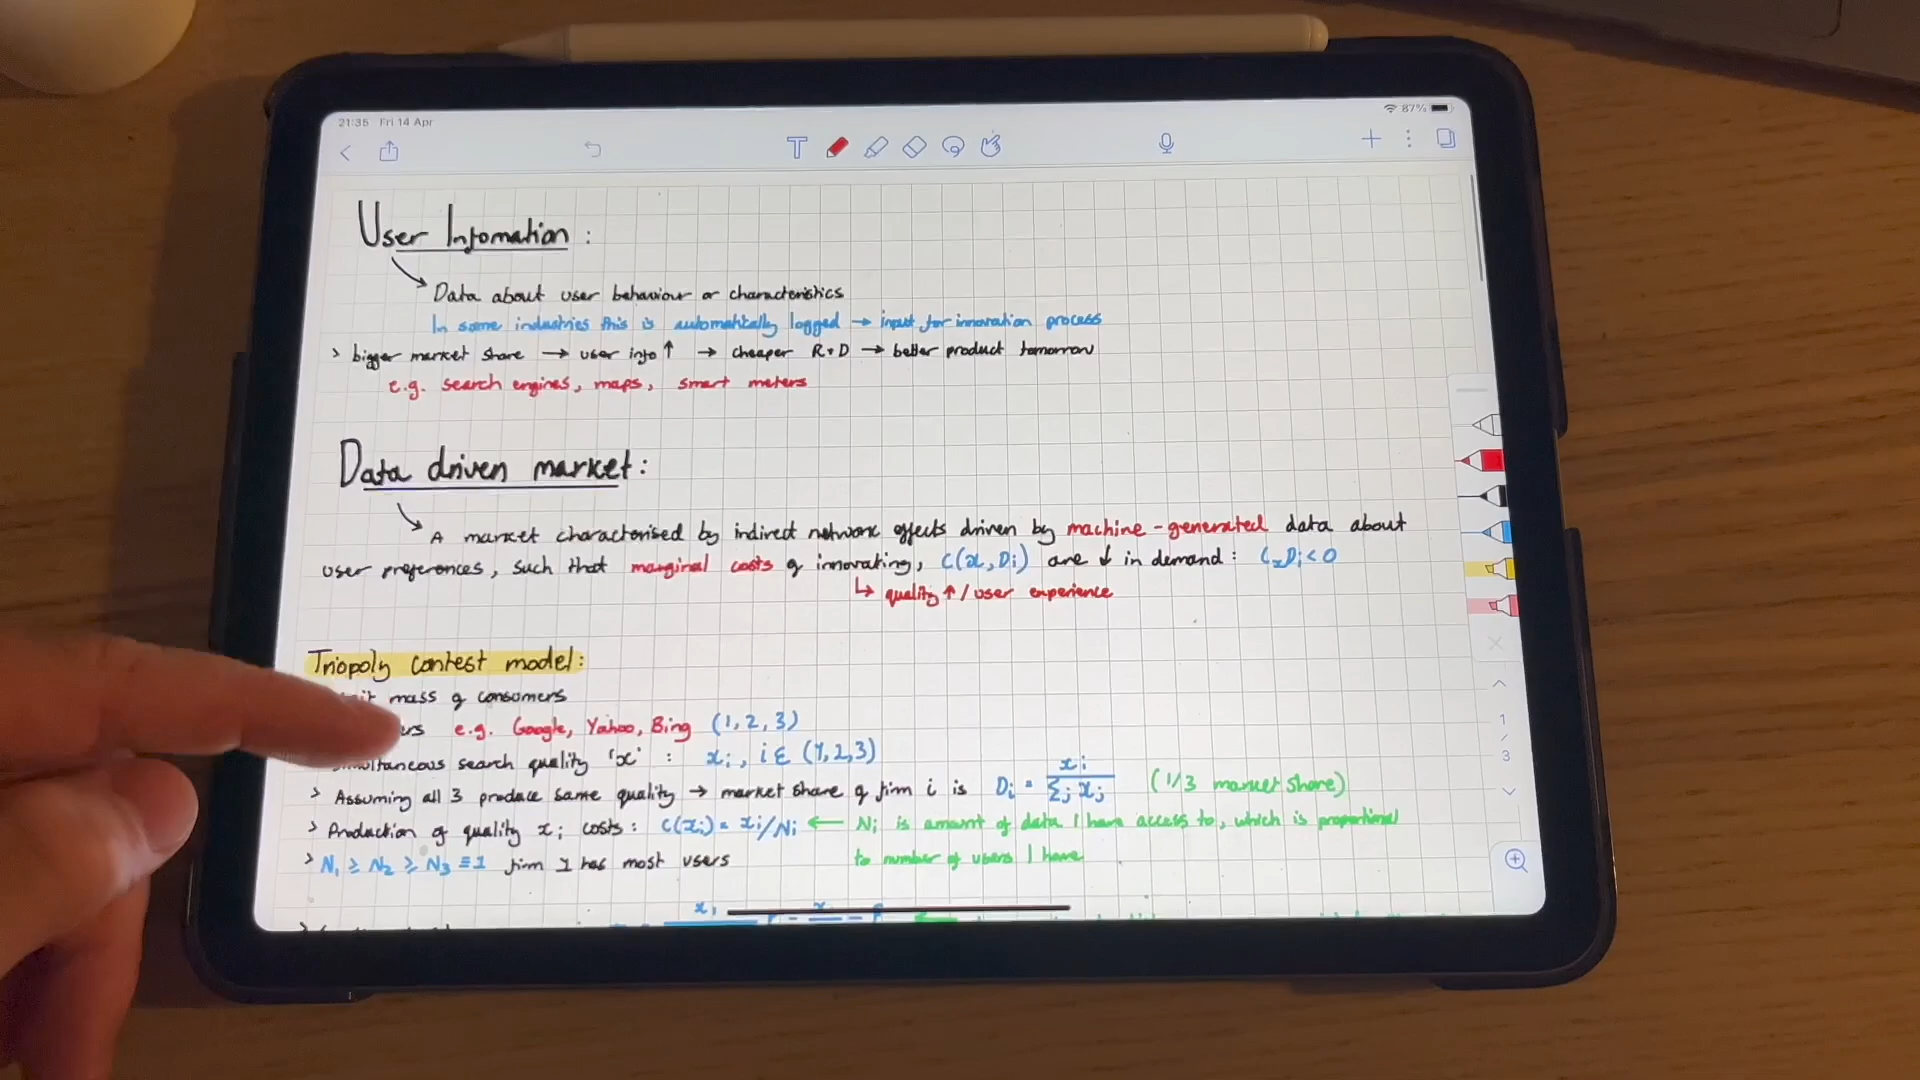 21:35 Fri 14 Apr
87%
User Infomation :
Data about user behaviour or characteristics
In some industries this is automatically logged → input for innovation process
> bigger market share → user info ↑ → cheaper R+D → better product tomorrow
e.g. search engines, maps, smart meters
Data driven market:
A market characterised by indirect network effects driven by machine-generated data about
user preferences, such that marginal costs of innovating, C(x,Di) are ↓ in demand: CxDi<0
↳ quality ↑ / user experience
Triopoly contest model:
mass of consumers
e.g. Google, Yahoo, Bing (1,2,3)
Simultaneous search quality 'x' : xi, i ∈ (1,2,3)
> Assuming all 3 produce same quality → market share of firm i is Di = xi / Σj xj (1/3 market share)
> Production of quality xi costs: C(xi) = xi/Ni ← Ni is amount of data I have access to, which is proportional
to number of users I have
> N1 ≥ N2 ≥ N3 ≡ 1 firm 1 has most users
1
/
3